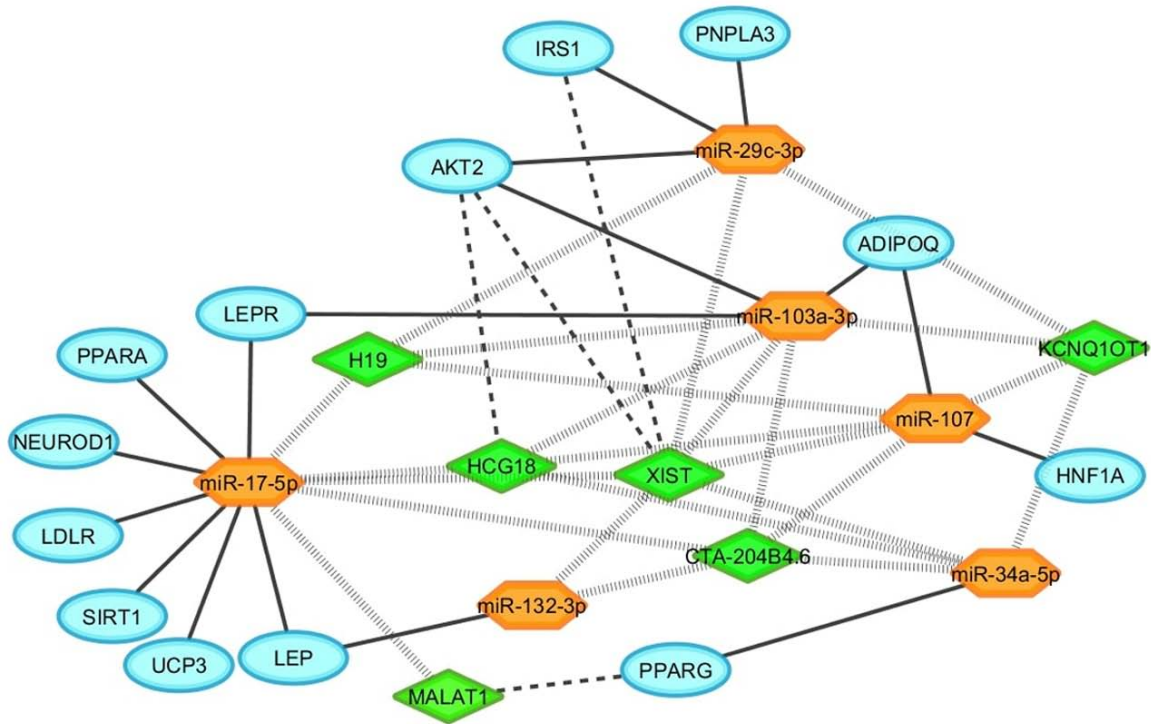 PNPLA3
IRS1
miR-29c-3p
AKT2
ADIPOQ
LEPR
miR-103a-3p
PPARA
H19
KCNQ1OT1
miR-107
NEUROD1
HCG18
XIST
HNF1A
miR-17-5p
LDLR
CTA-204B4.6
miR-34a-5p
miR-132-3p
SIRT1
UCP3
LEP
PPARG
MALAT1